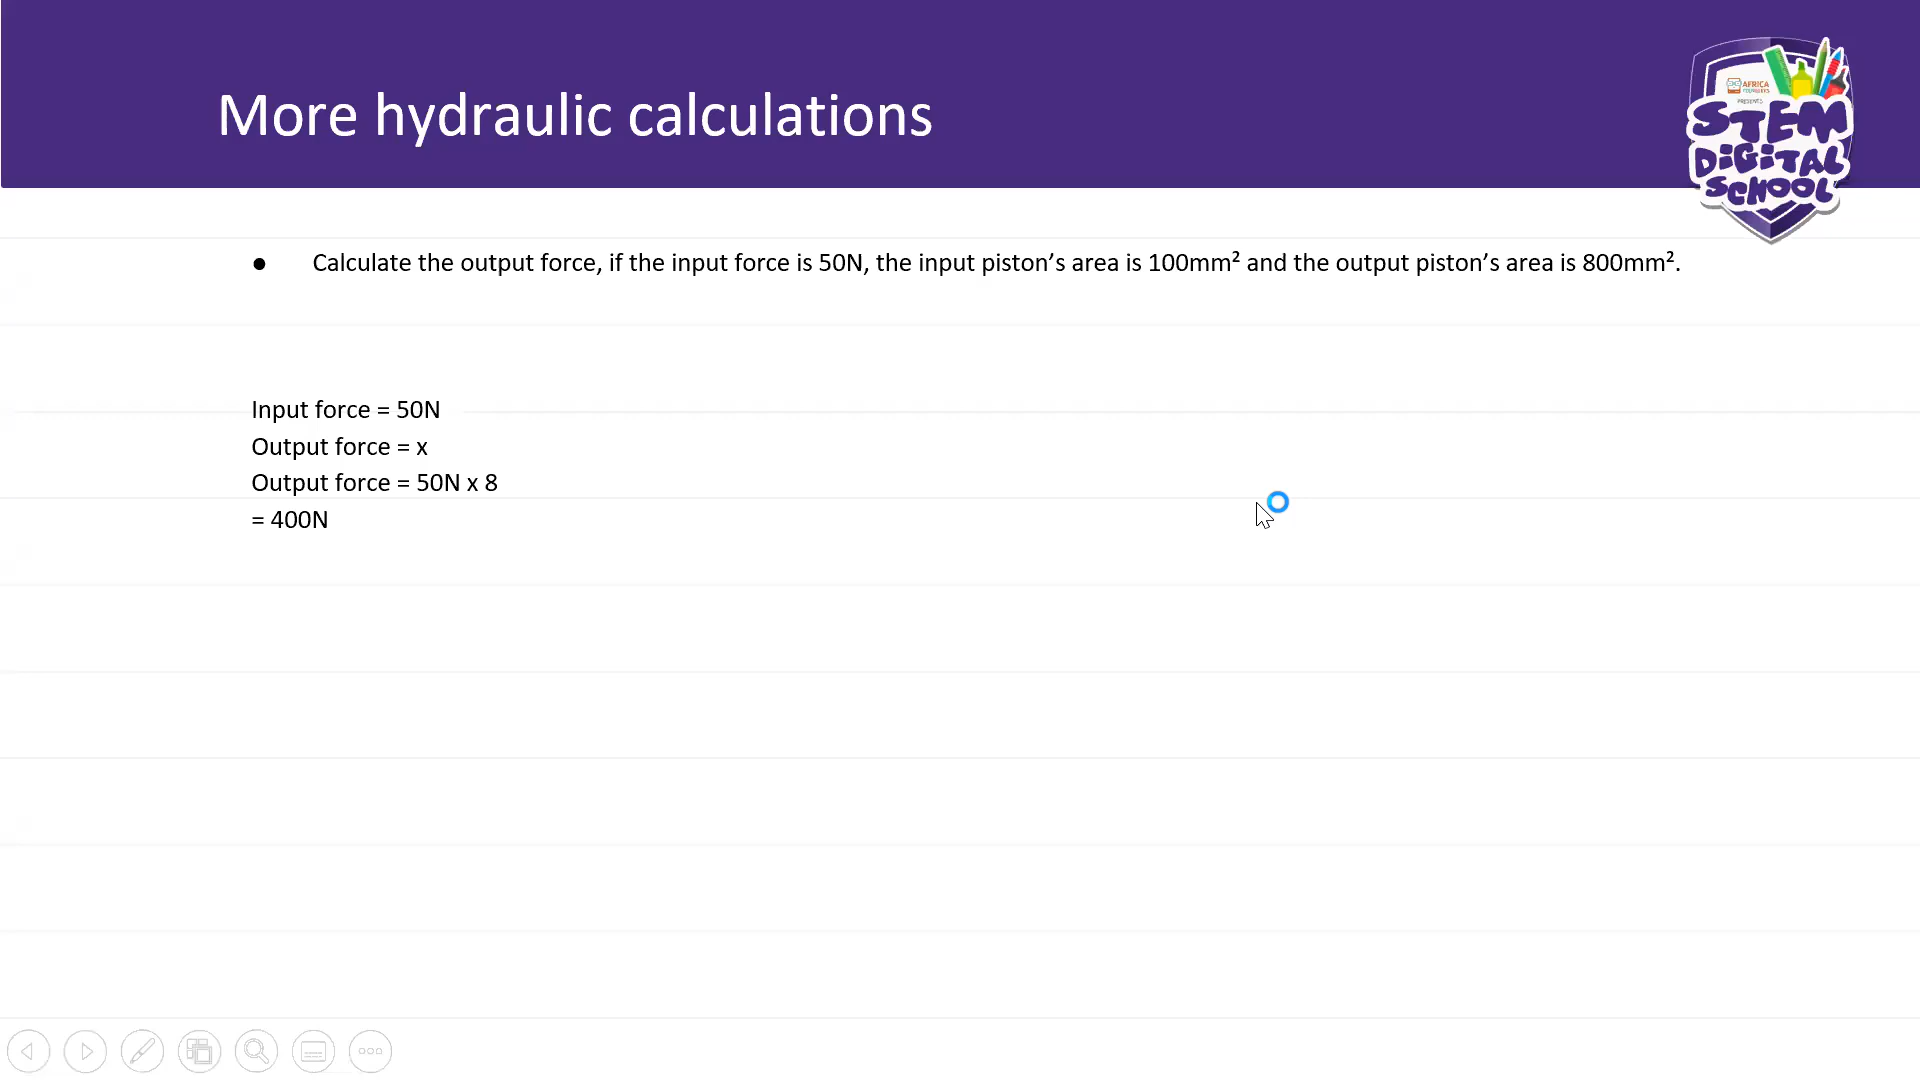 More hydraulic calculations
AFRICA
PRESENTS
STEM
DIGITAL
SCHOOL
● Calculate the output force, if the input force is 50N, the input piston’s area is 100mm² and the output piston’s area is 800mm².
Input force = 50N
Output force = x
Output force = 50N x 8
= 400N